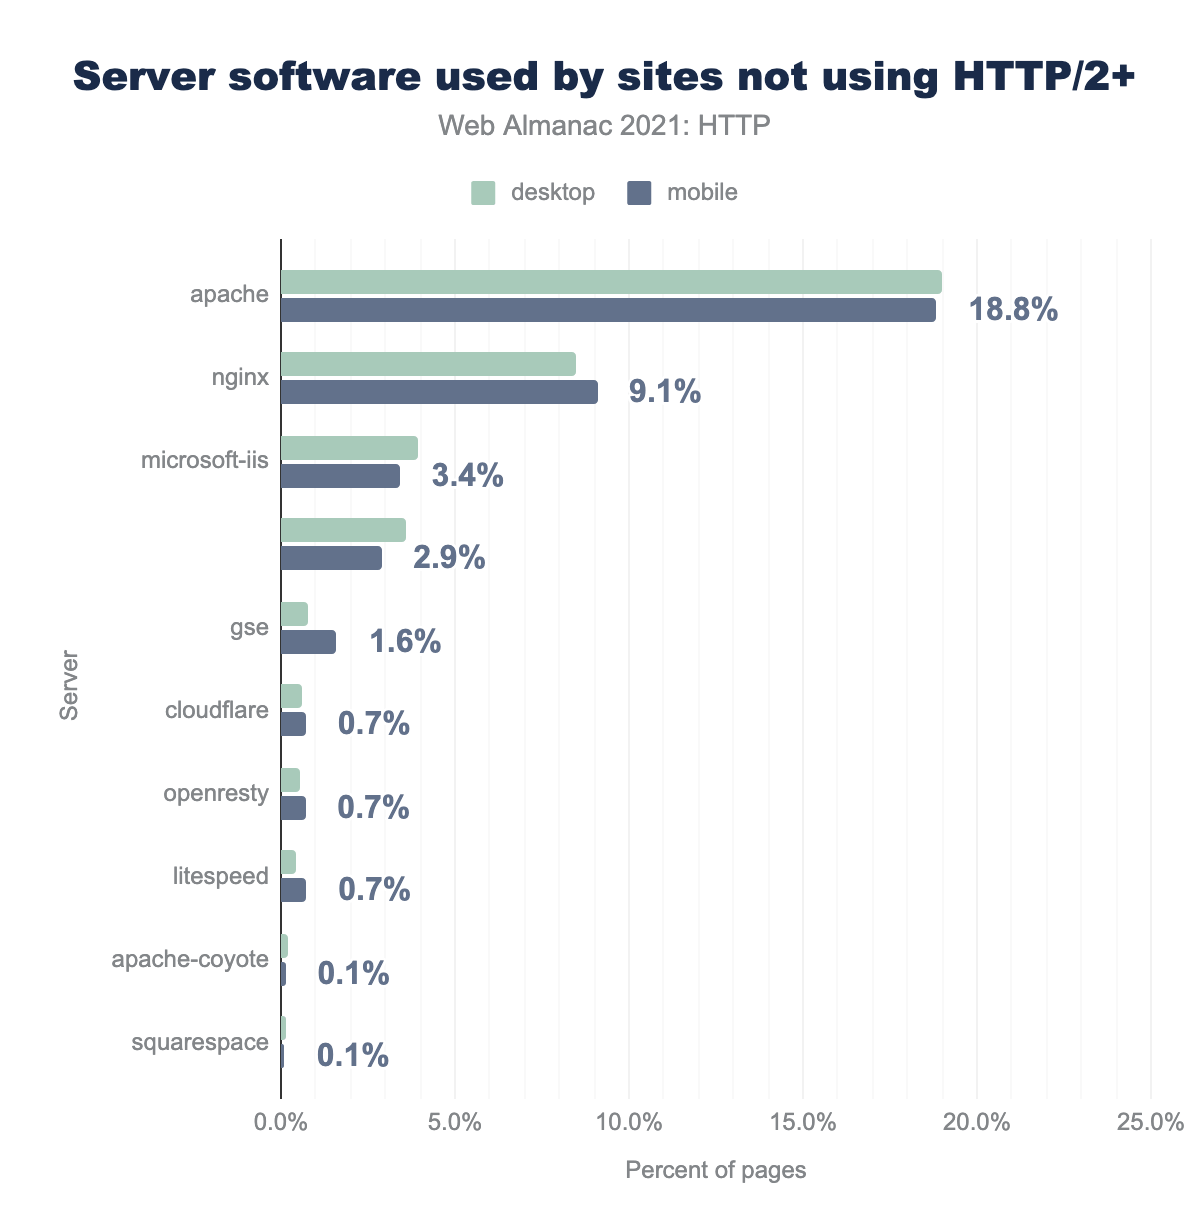 Server software used by sites not using HTTP/2+
Web Almanac 2021: HTTP
desktop
mobile
apache
18.8%
nginx
9.1%
microsoft-iis
3.4%
2.9%
gse
1.6%
Server
cloudflare
0.7%
openresty
0.7%
litespeed
0.7%
apache-coyote
0.1%
squarespace
0.1%
0.0% 5.0% 10.0% 15.0% 20.0% 25.0%
Percent of pages